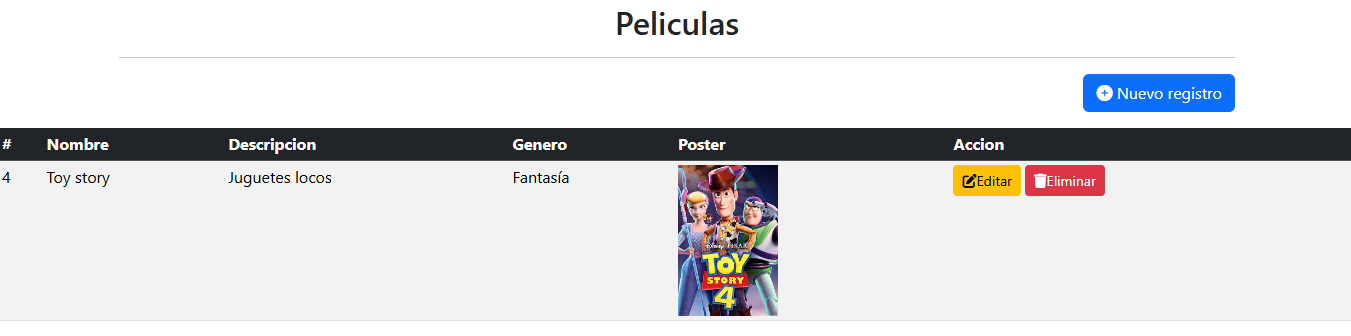 Peliculas
Nuevo registro
# Nombre Descripcion Genero Poster Accion
4 Toy story Juguetes locos Fantasía Editar Eliminar
Disney PIXAR
TOY
STORY
4